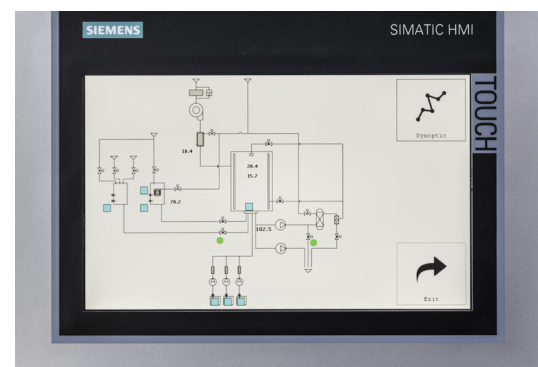 SIEMENS
SIMATIC HMI
TOUCH
Synoptic
18.4
20.4
15.7
70.2
102.5
Exit